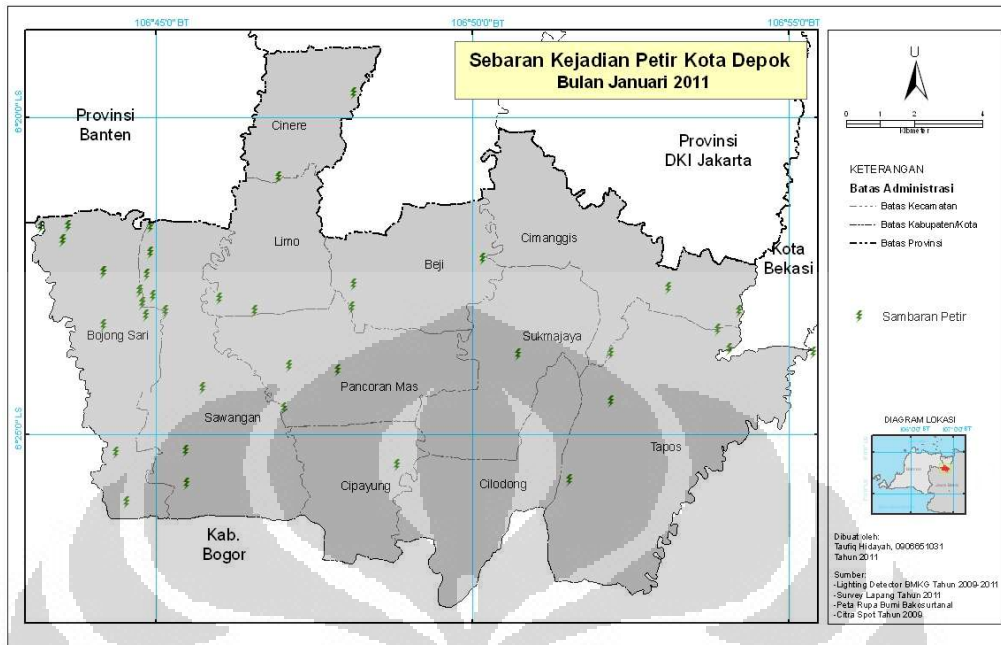 106°45'0"BT
106°50'0"BT
106°55'0"BT
Sebaran Kejadian Petir Kota Depok
Bulan Januari 2011
6°20'0"LS
6°25'0"LS
Provinsi
Banten
Cinere
Provinsi
DKI Jakarta
Limo
Beji
Cimanggis
Kota
Bekasi
Bojong Sari
Sukmajaya
Pancoran Mas
Sawangan
Tapos
Cipayung
Cilodong
Kab.
Bogor
U
0 1 2 4
Kilometer
KETERANGAN
Batas Administrasi
Batas Kecamatan
Batas Kabupaten/Kota
Batas Provinsi
Sambaran Petir
DIAGRAM LOKASI
Dibuat oleh:
Taufiq Hidayah, 0906651031
Tahun 2011
Sumber:
-Lighting Detector BMKG Tahun 2009-2011
-Survey Lapang Tahun 2011
-Peta Rupa Bumi Bakosurtanal
-Citra Spot Tahun 2009